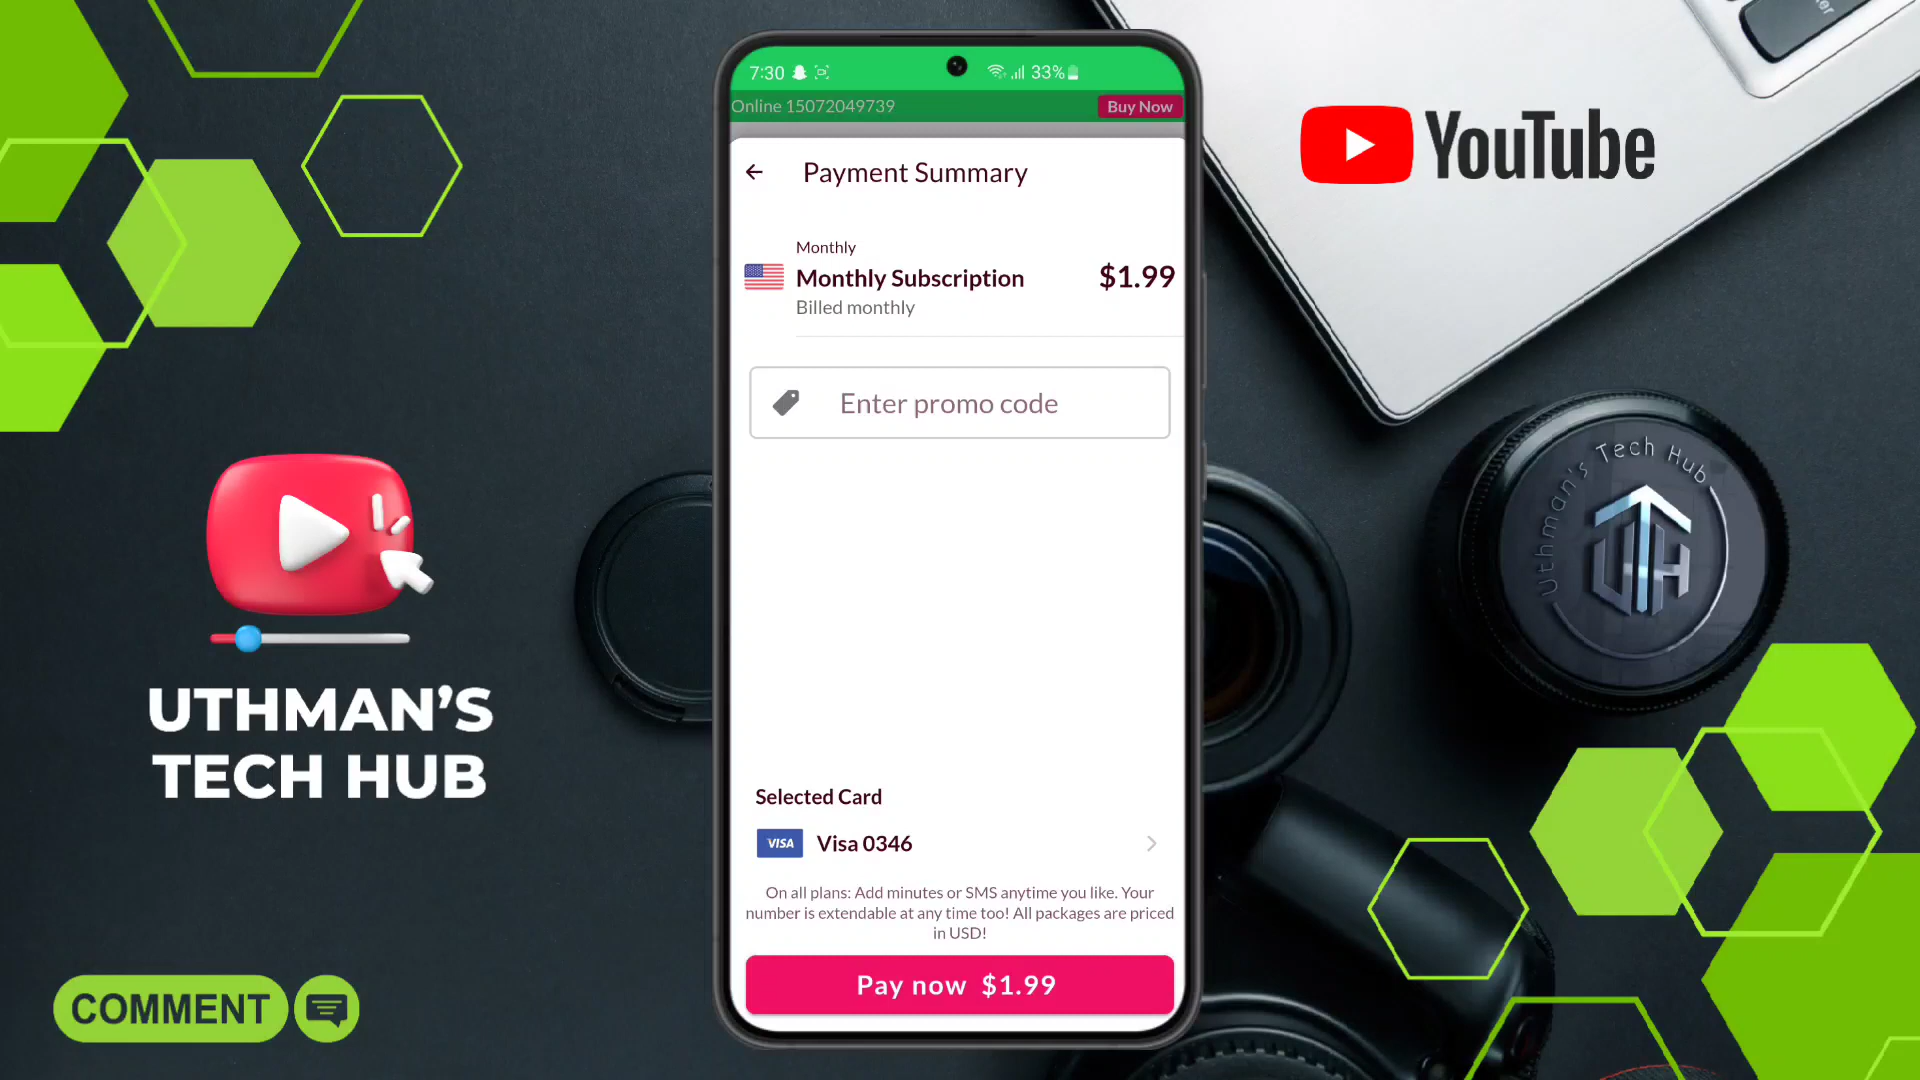 7:30
33%
Online 15072049739
Buy Now
Payment Summary
Monthly
Monthly Subscription
$1.99
Billed monthly
Enter promo code
Selected Card
VISA
Visa 0346
On all plans: Add minutes or SMS anytime you like. Your
number is extendable at any time too! All packages are priced
in USD!
Pay now $1.99
YouTube
Uthman's Tech Hub
UTH
UTHMAN'S
TECH HUB
COMMENT